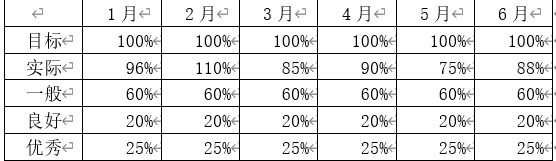 1月 2月 3月 4月 5月 6月
目标 100% 100% 100% 100% 100% 100%
实际 96% 110% 85% 90% 75% 88%
一般 60% 60% 60% 60% 60% 60%
良好 20% 20% 20% 20% 20% 20%
优秀 25% 25% 25% 25% 25% 25%